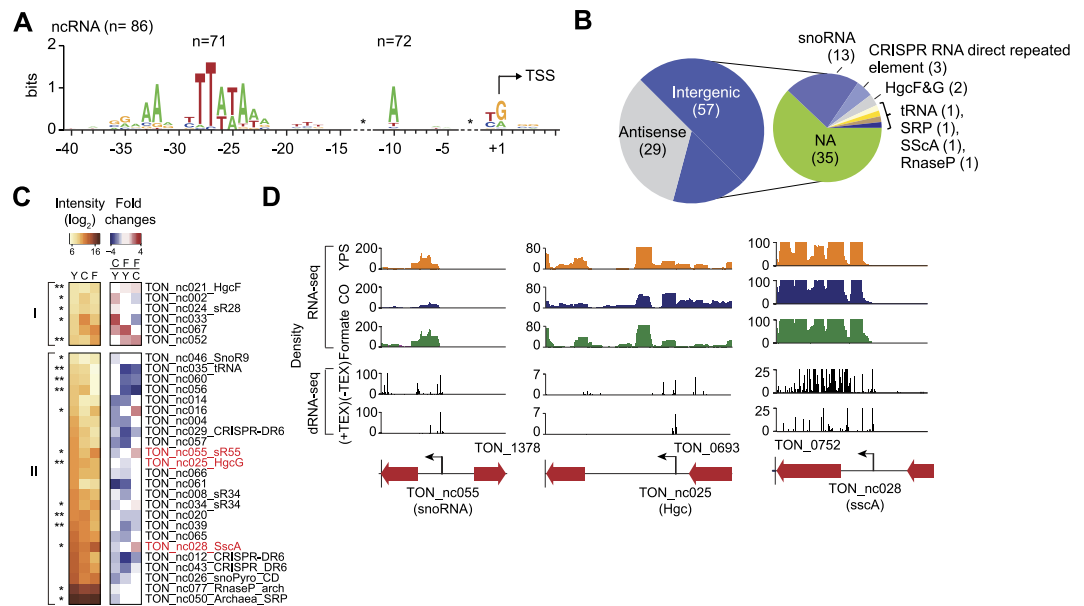 A
ncRNA (n= 86)
n=71
n=72
2
1
0
bits
TSS
* *
-40 -35 -30 -25 -20 -15 -10 -5 +1
B
Intergenic
(57)
Antisense
(29)
snoRNA
(13)
CRISPR RNA direct repeated
element (3)
HgcF&G (2)
tRNA (1),
SRP (1),
SScA (1),
RnaseP (1)
NA
(35)
C
Intensity
(log2)
6 16
Fold
changes
-4 4
C F F
Y C F Y Y C
I
** TON_nc021_HgcF
* TON_nc002
* TON_nc024_sR28
* TON_nc033
TON_nc067
** TON_nc052
II
* TON_nc046_SnoR9
** TON_nc035_tRNA
** TON_nc060
** TON_nc056
TON_nc014
* TON_nc016
TON_nc004
TON_nc029_CRISPR-DR6
TON_nc057
* TON_nc055_sR55
** TON_nc025_HgcG
TON_nc066
TON_nc061
TON_nc008_sR34
* TON_nc034_sR34
** TON_nc020
** TON_nc039
TON_nc065
* TON_nc028_SscA
TON_nc012_CRISPR-DR6
TON_nc043_CRISPR_DR6
TON_nc026_snoPyro_CD
* TON_nc077_RnaseP_arch
* TON_nc050_Archaea_SRP
D
Density
RNA-seq
YPS
CO
Formate
dRNA-seq
(-TEX)
(+TEX)
200 0 80 0 100 0
200 0 80 0 100 0
200 0 80 0 100 0
100 0 7 0 25 0
100 0 7 0 25 0
TON_1378 TON_0693 TON_0752
TON_nc055
(snoRNA)
TON_nc025
(Hgc)
TON_nc028
(sscA)